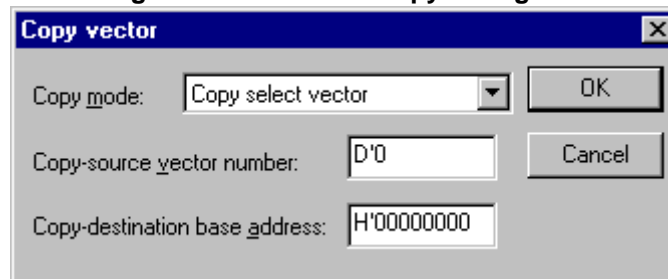 Copy vector
Copy mode: Copy select vector OK
Copy-source vector number: D'0 Cancel
Copy-destination base address: H'00000000